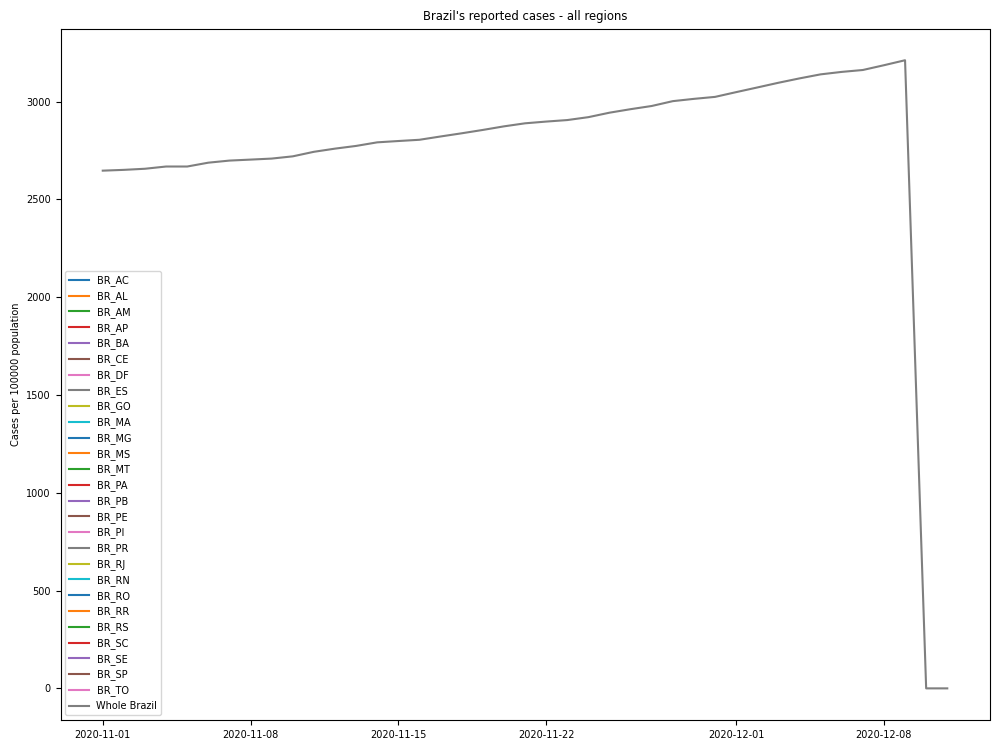 Brazil's reported cases - all regions
Cases per 100000 population
3000
2500
2000
1500
1000
500
0
BR_AC
BR_AL
BR_AM
BR_AP
BR_BA
BR_CE
BR_DF
BR_ES
BR_GO
BR_MA
BR_MG
BR_MS
BR_MT
BR_PA
BR_PB
BR_PE
BR_PI
BR_PR
BR_RJ
BR_RN
BR_RO
BR_RR
BR_RS
BR_SC
BR_SE
BR_SP
BR_TO
Whole Brazil
2020-11-01
2020-11-08
2020-11-15
2020-11-22
2020-12-01
2020-12-08